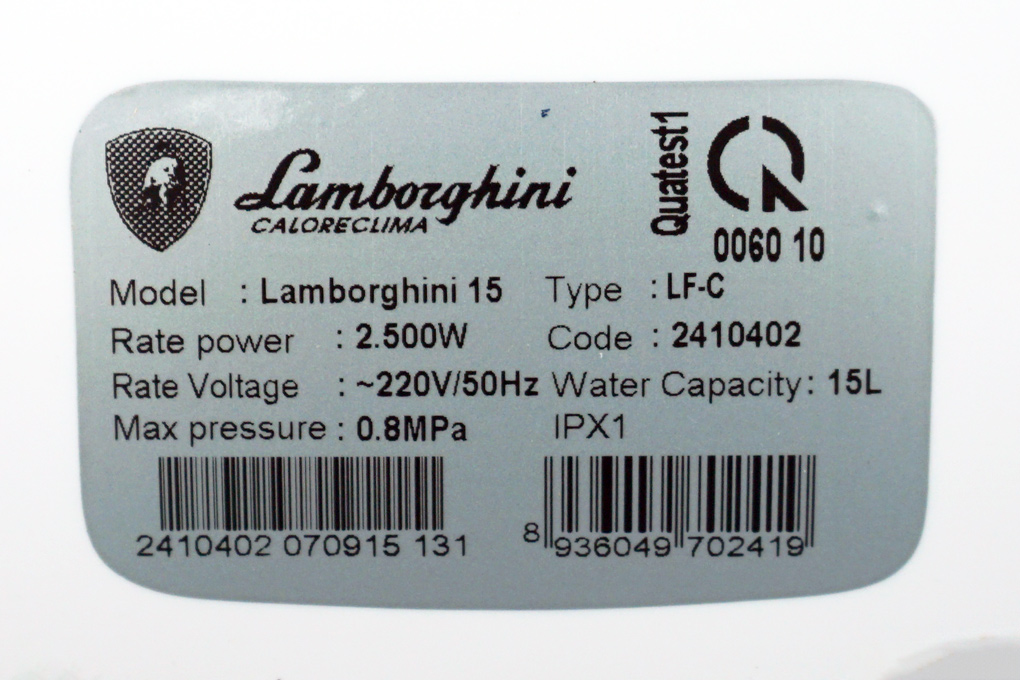 Lamborghini
CALORECLIMA
Quatest1
0060 10
Model : Lamborghini 15
Type : LF-C
Rate power : 2.500W
Code : 2410402
Rate Voltage : ~220V/50Hz
Water Capacity: 15L
Max pressure : 0.8MPa
IPX1
2410402 070915 131
8 936049 702419